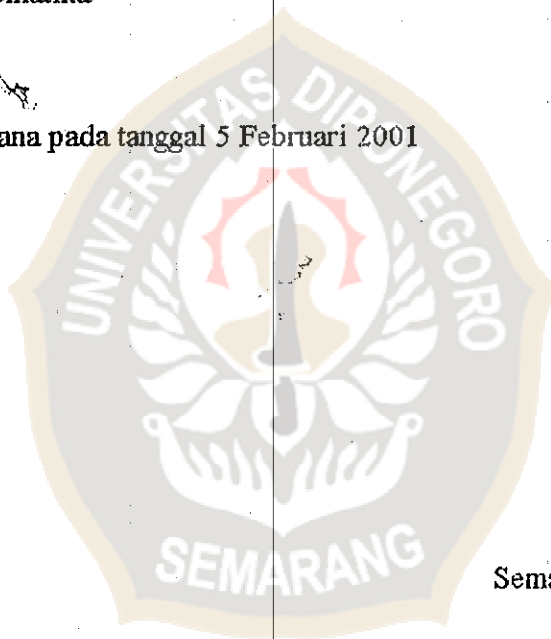 ana pada tanggal 5 Februari 2001
UNIVERSITAS DIPONEGORO
SEMARANG
Sema